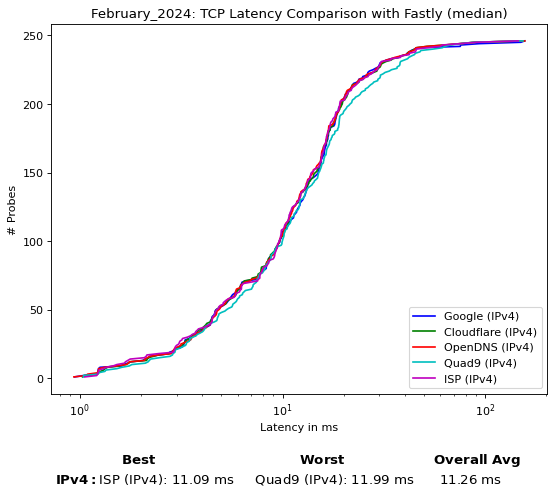 February_2024: TCP Latency Comparison with Fastly (median)
# Probes
250
200
150
100
50
0
Google (IPv4)
Cloudflare (IPv4)
OpenDNS (IPv4)
Quad9 (IPv4)
ISP (IPv4)
10⁰ 10¹ 10²
Latency in ms
Best Worst Overall Avg
IPv4: ISP (IPv4): 11.09 ms Quad9 (IPv4): 11.99 ms 11.26 ms